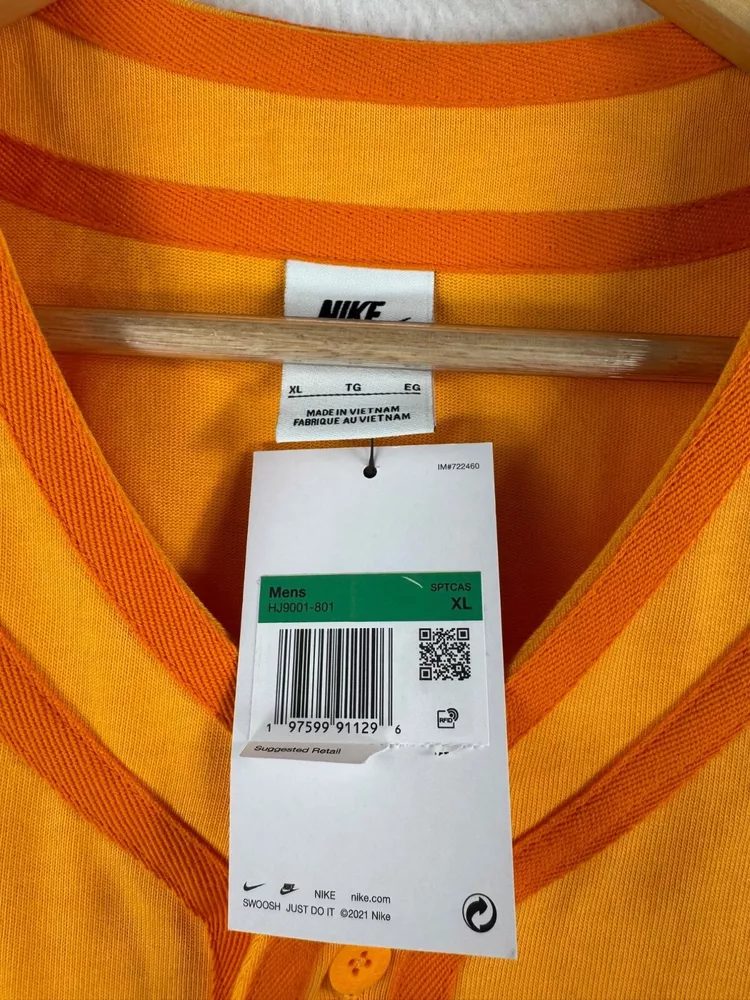 NIKE
XL TG EG
MADE IN VIETNAM
FABRIQUE AU VIETNAM
IM#722460
Mens SPTCAS
HJ9001-801 XL
1 97599 91129 6
RFID
Suggested Retail
NIKE nike.com
SWOOSH JUST DO IT ©2021 Nike